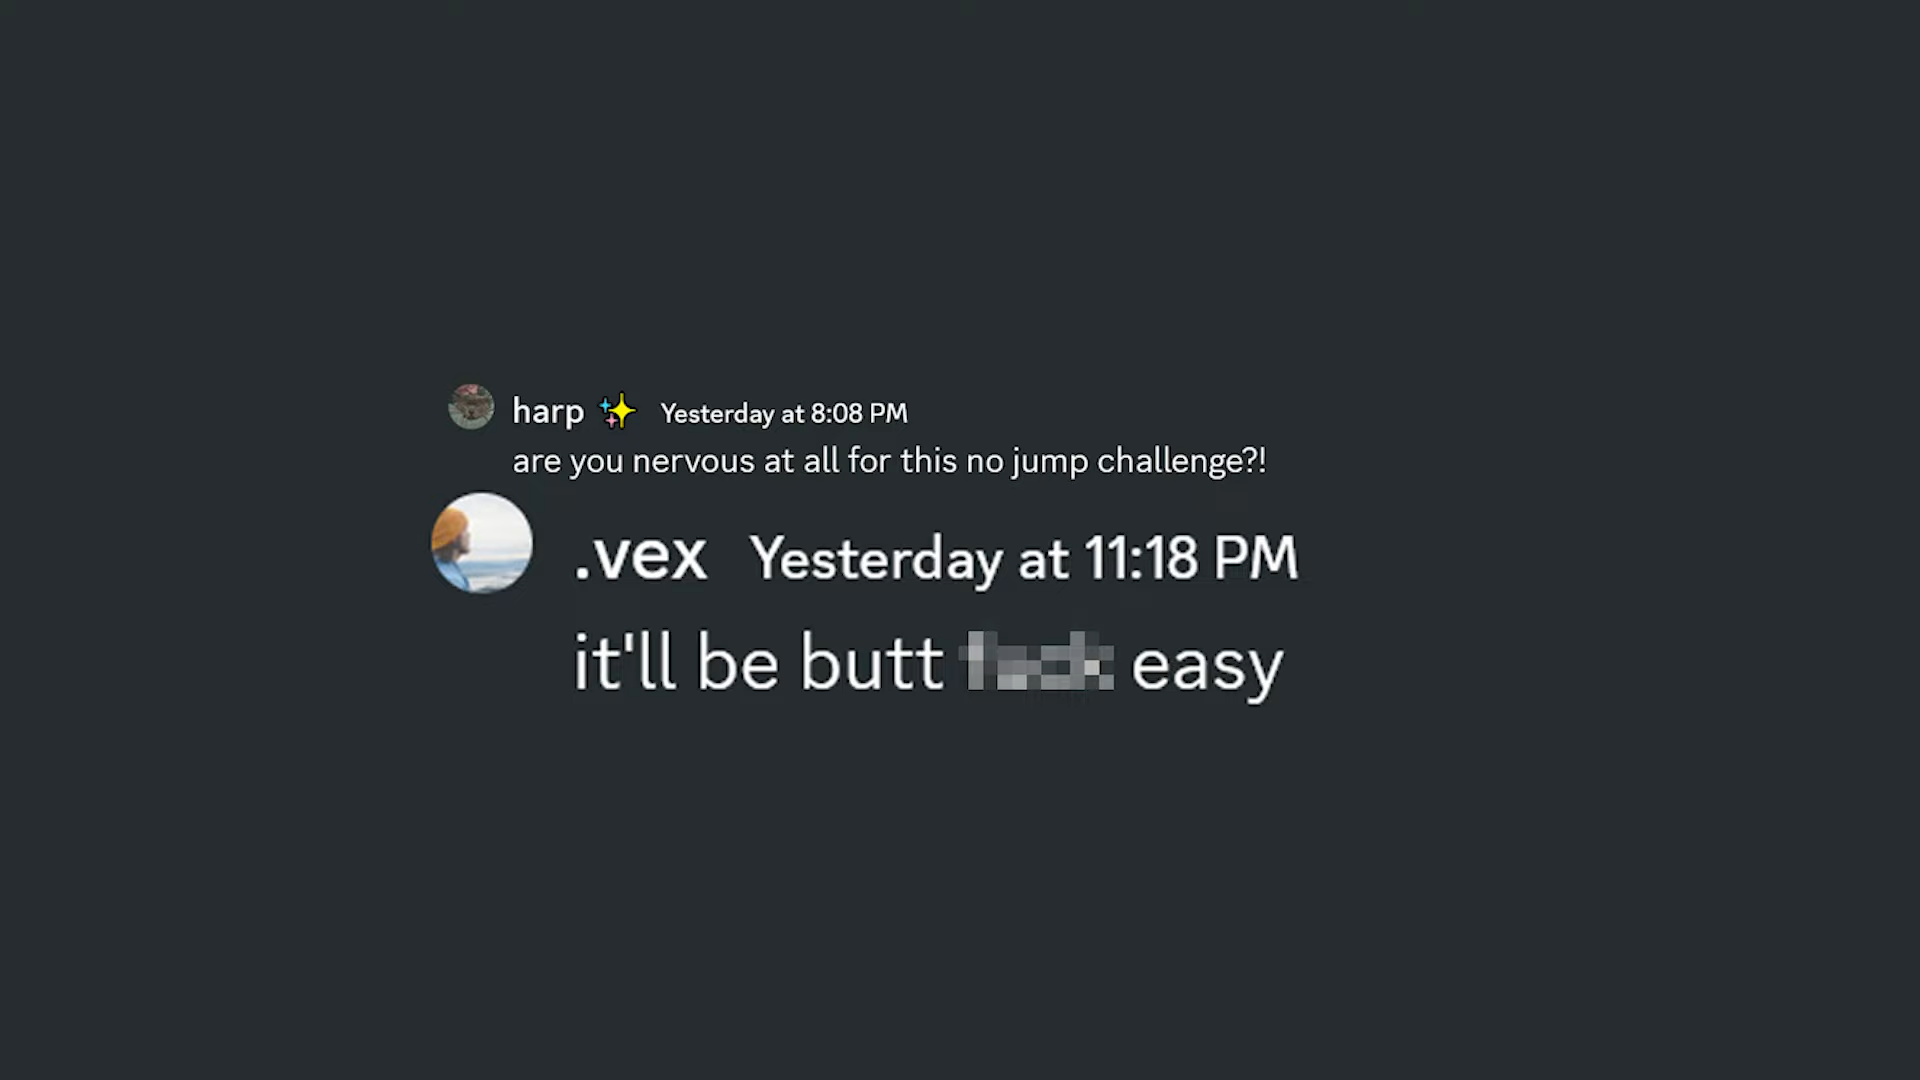 harp ✨ Yesterday at 8:08 PM
are you nervous at all for this no jump challenge?!
.vex Yesterday at 11:18 PM
it'll be butt easy